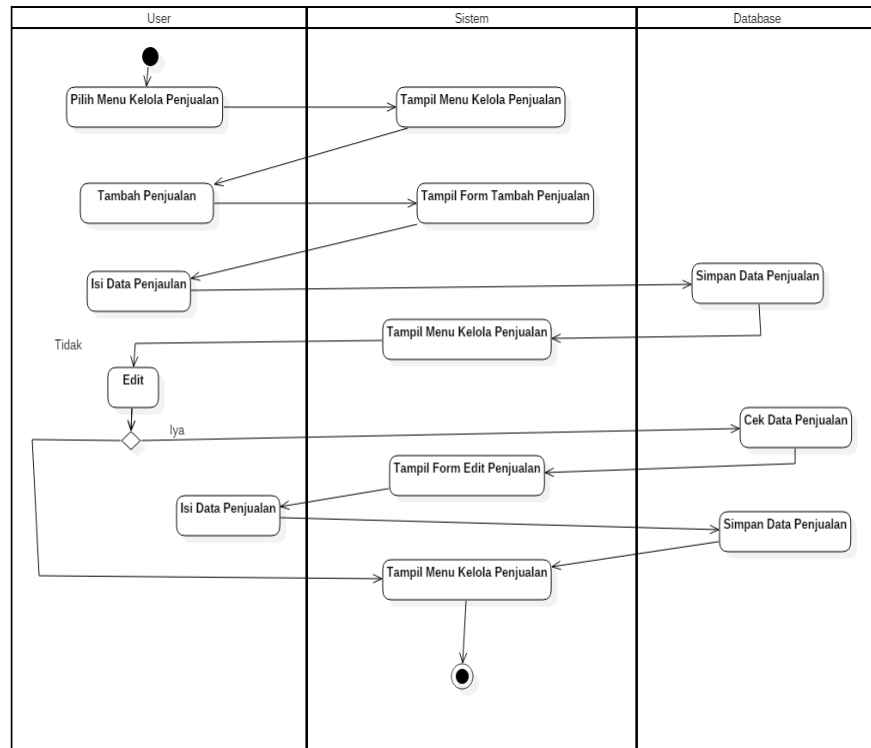 User
Sistem
Database
Pilih Menu Kelola Penjualan
Tampil Menu Kelola Penjualan
Tambah Penjualan
Tampil Form Tambah Penjualan
Isi Data Penjaulan
Simpan Data Penjualan
Tampil Menu Kelola Penjualan
Tidak
Edit
Iya
Cek Data Penjualan
Tampil Form Edit Penjualan
Isi Data Penjualan
Simpan Data Penjualan
Tampil Menu Kelola Penjualan